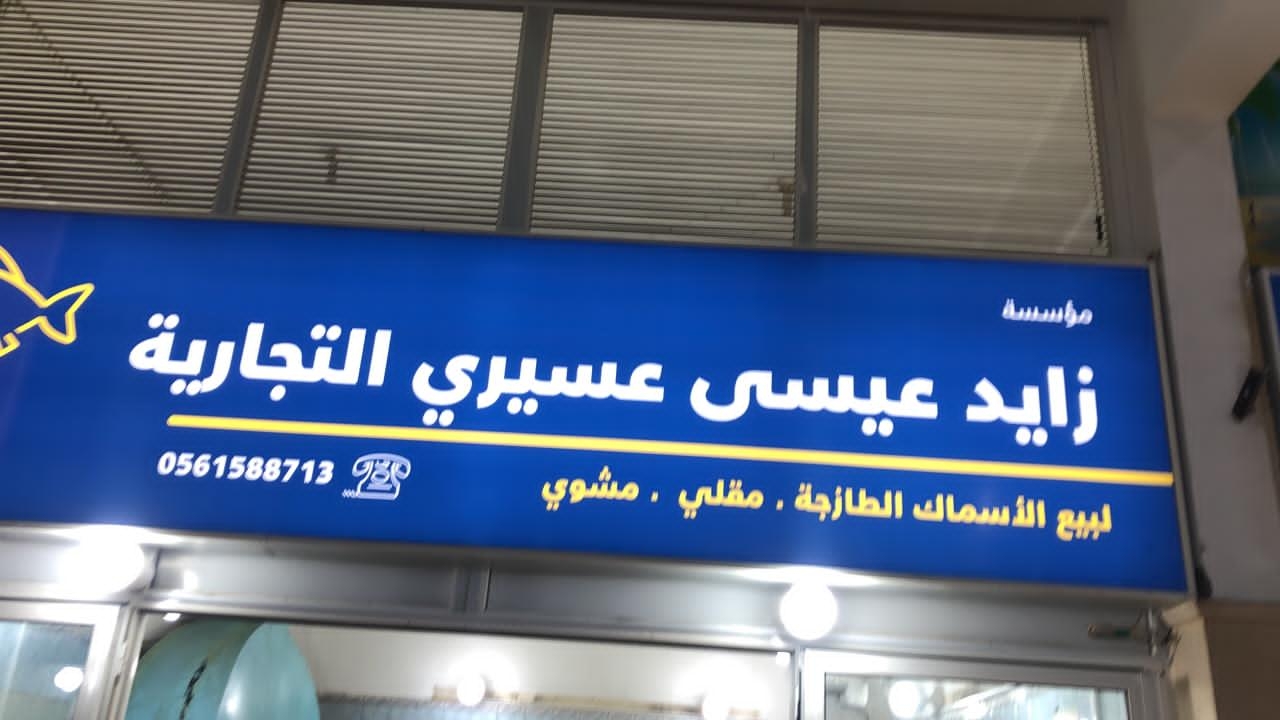 مؤسسة
زايد عيسى عسيري التجارية
لبيع الأسماك الطازجة . مقلي . مشوي
0561588713